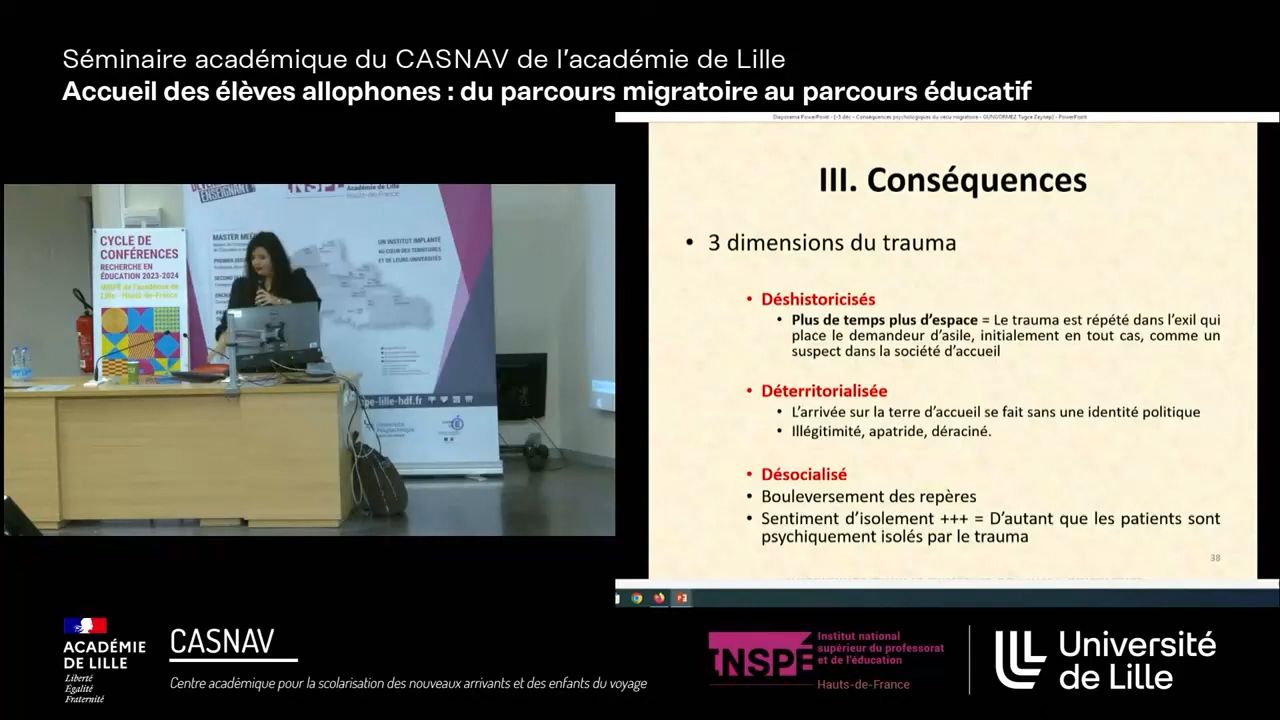 Séminaire académique du CASNAV de l'académie de Lille
Accueil des élèves allophones : du parcours migratoire au parcours éducatif
III. Conséquences
• 3 dimensions du trauma
• Déshistoricisés
• Plus de temps plus d'espace = Le trauma est répété dans l'exil qui
place le demandeur d'asile, initialement en tout cas, comme un
suspect dans la société d'accueil
• Déterritorialisée
• L'arrivée sur la terre d'accueil se fait sans une identité politique
• Illégitimité, apatride, déraciné.
• Désocialisé
• Bouleversement des repères
• Sentiment d'isolement +++ = D'autant que les patients sont
psychiquement isolés par le trauma
38
CYCLE DE
CONFÉRENCES
RECHERCHE EN
ÉDUCATION 2023-2024
ENSEIGNANT
Académie de Lille
Hauts-de-France
UN INSTITUT IMPLANTÉ
AU CŒUR DES TERRITOIRES
ET DE LEURS UNIVERSITÉS
ACADÉMIE
DE LILLE
Liberté
Égalité
Fraternité
CASNAV
Centre académique pour la scolarisation des nouveaux arrivants et des enfants du voyage
INSPÉ
Institut national
supérieur du professorat
et de l'éducation
Hauts-de-France
Université
de Lille